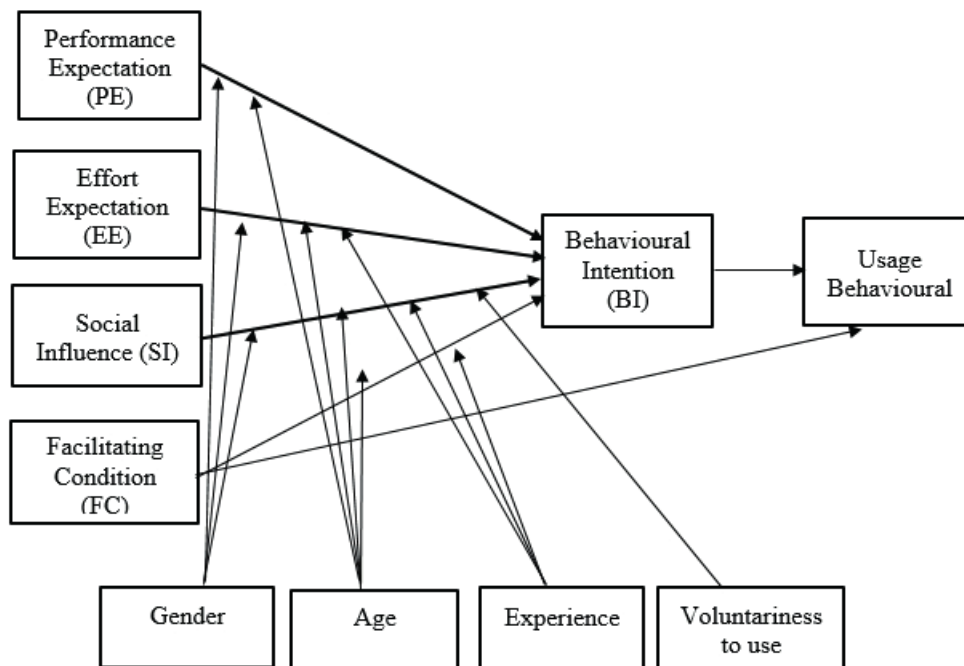 Performance
Expectation
(PE)
Effort
Expectation
(EE)
Social
Influence (SI)
Facilitating
Condition
(FC)
Behavioural
Intention
(BI)
Usage
Behavioural
Gender
Age
Experience
Voluntariness
to use